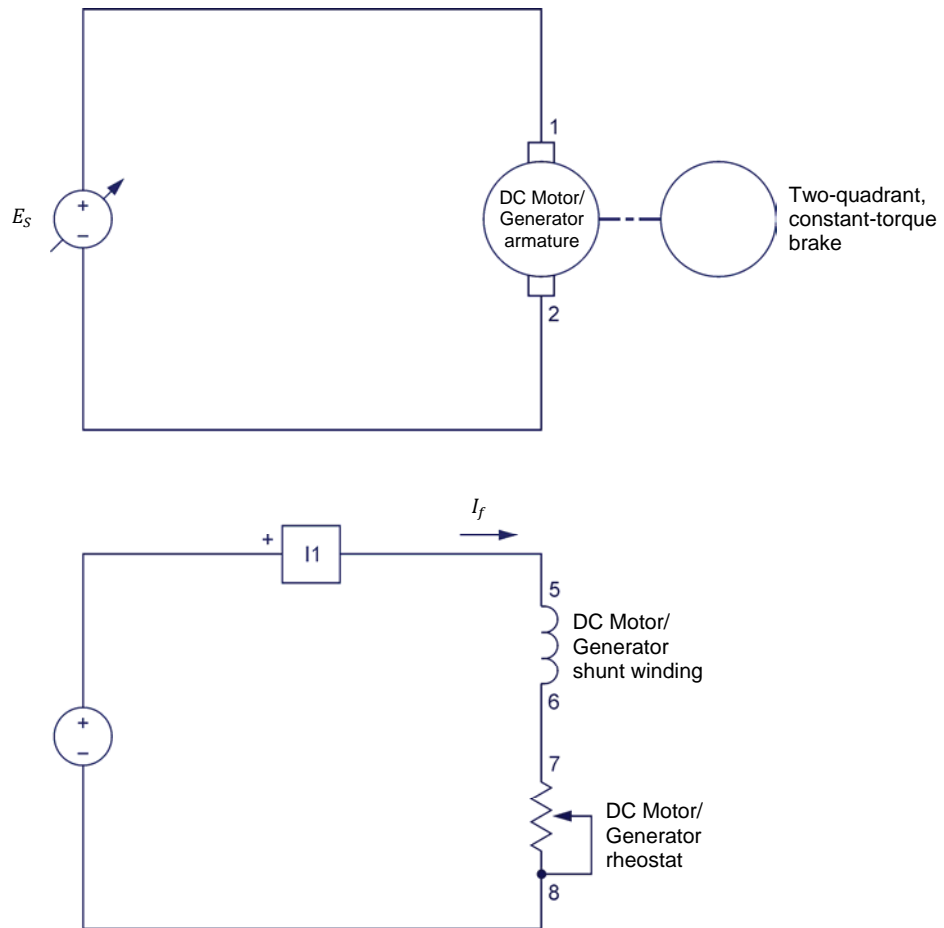 1
+
E_S
−
DC Motor/
Generator
armature
Two-quadrant,
constant-torque
brake
2
I_f
+
I1
5
DC Motor/
Generator
shunt winding
6
+
−
7
DC Motor/
Generator
rheostat
8